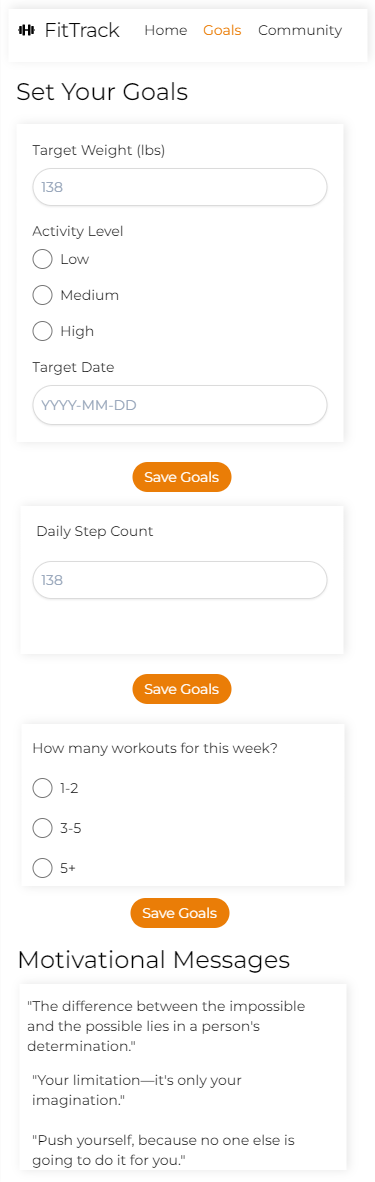 FitTrack Home Goals Community
Set Your Goals
Target Weight (lbs)
138
Activity Level
Low
Medium
High
Target Date
YYYY-MM-DD
Save Goals
Daily Step Count
138
Save Goals
How many workouts for this week?
1-2
3-5
5+
Save Goals
Motivational Messages
"The difference between the impossible
and the possible lies in a person's
determination."
"Your limitation—it's only your
imagination."
"Push yourself, because no one else is
going to do it for you."